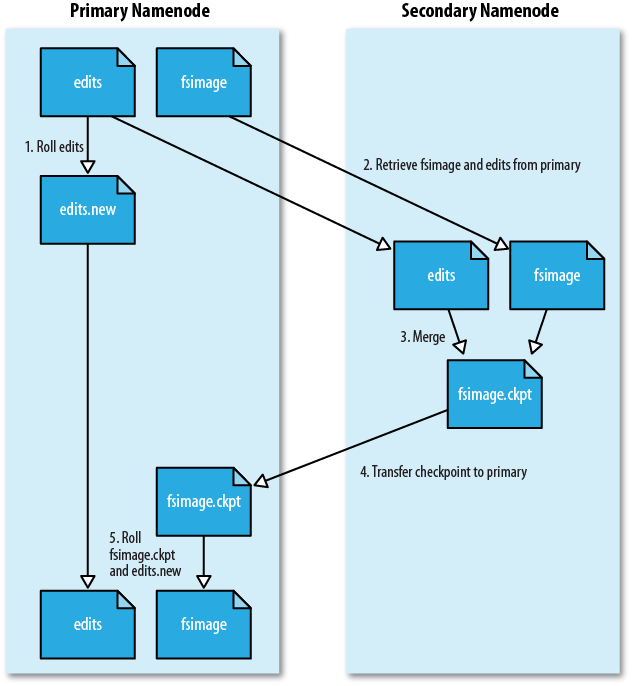 Primary Namenode
Secondary Namenode
edits
fsimage
1. Roll edits
2. Retrieve fsimage and edits from primary
edits.new
edits
fsimage
3. Merge
fsimage.ckpt
4. Transfer checkpoint to primary
fsimage.ckpt
5. Roll
fsimage.ckpt
and edits.new
edits
fsimage